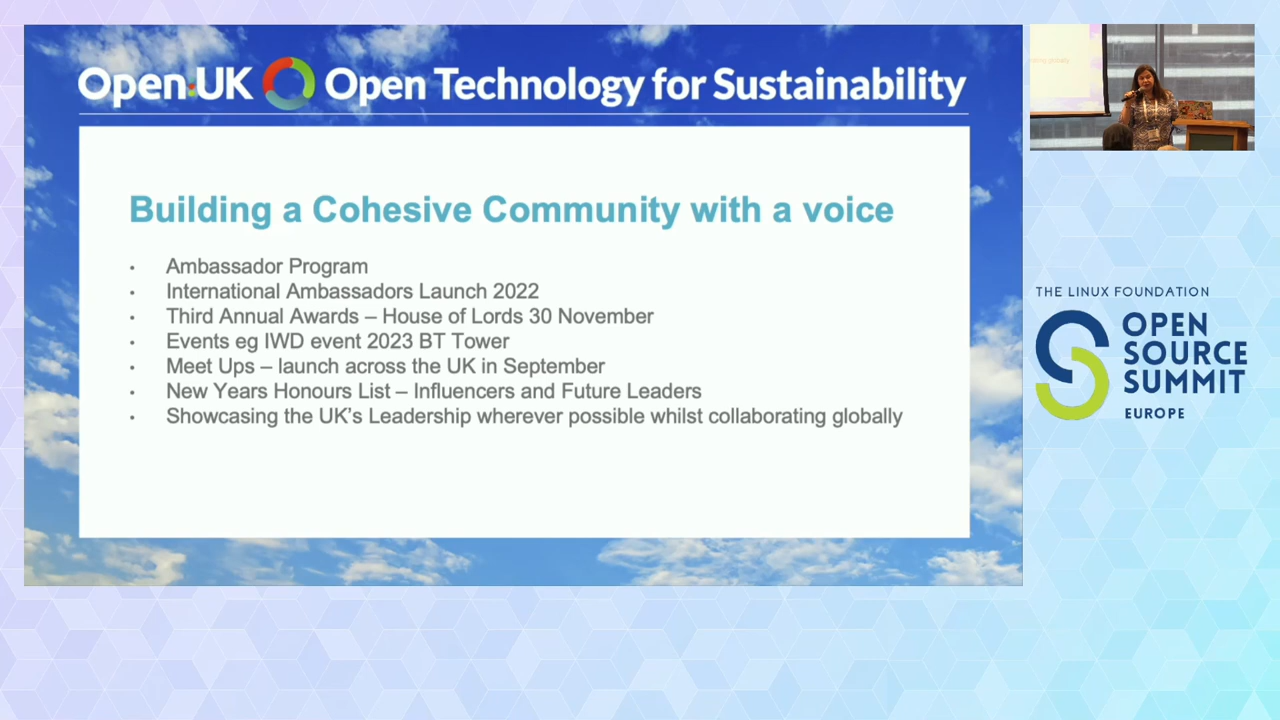 Open:UK Open Technology for Sustainability
Building a Cohesive Community with a voice
• Ambassador Program
• International Ambassadors Launch 2022
• Third Annual Awards – House of Lords 30 November
• Events eg IWD event 2023 BT Tower
• Meet Ups – launch across the UK in September
• New Years Honours List – Influencers and Future Leaders
• Showcasing the UK's Leadership wherever possible whilst collaborating globally
THE LINUX FOUNDATION
OPEN
SOURCE
SUMMIT
EUROPE